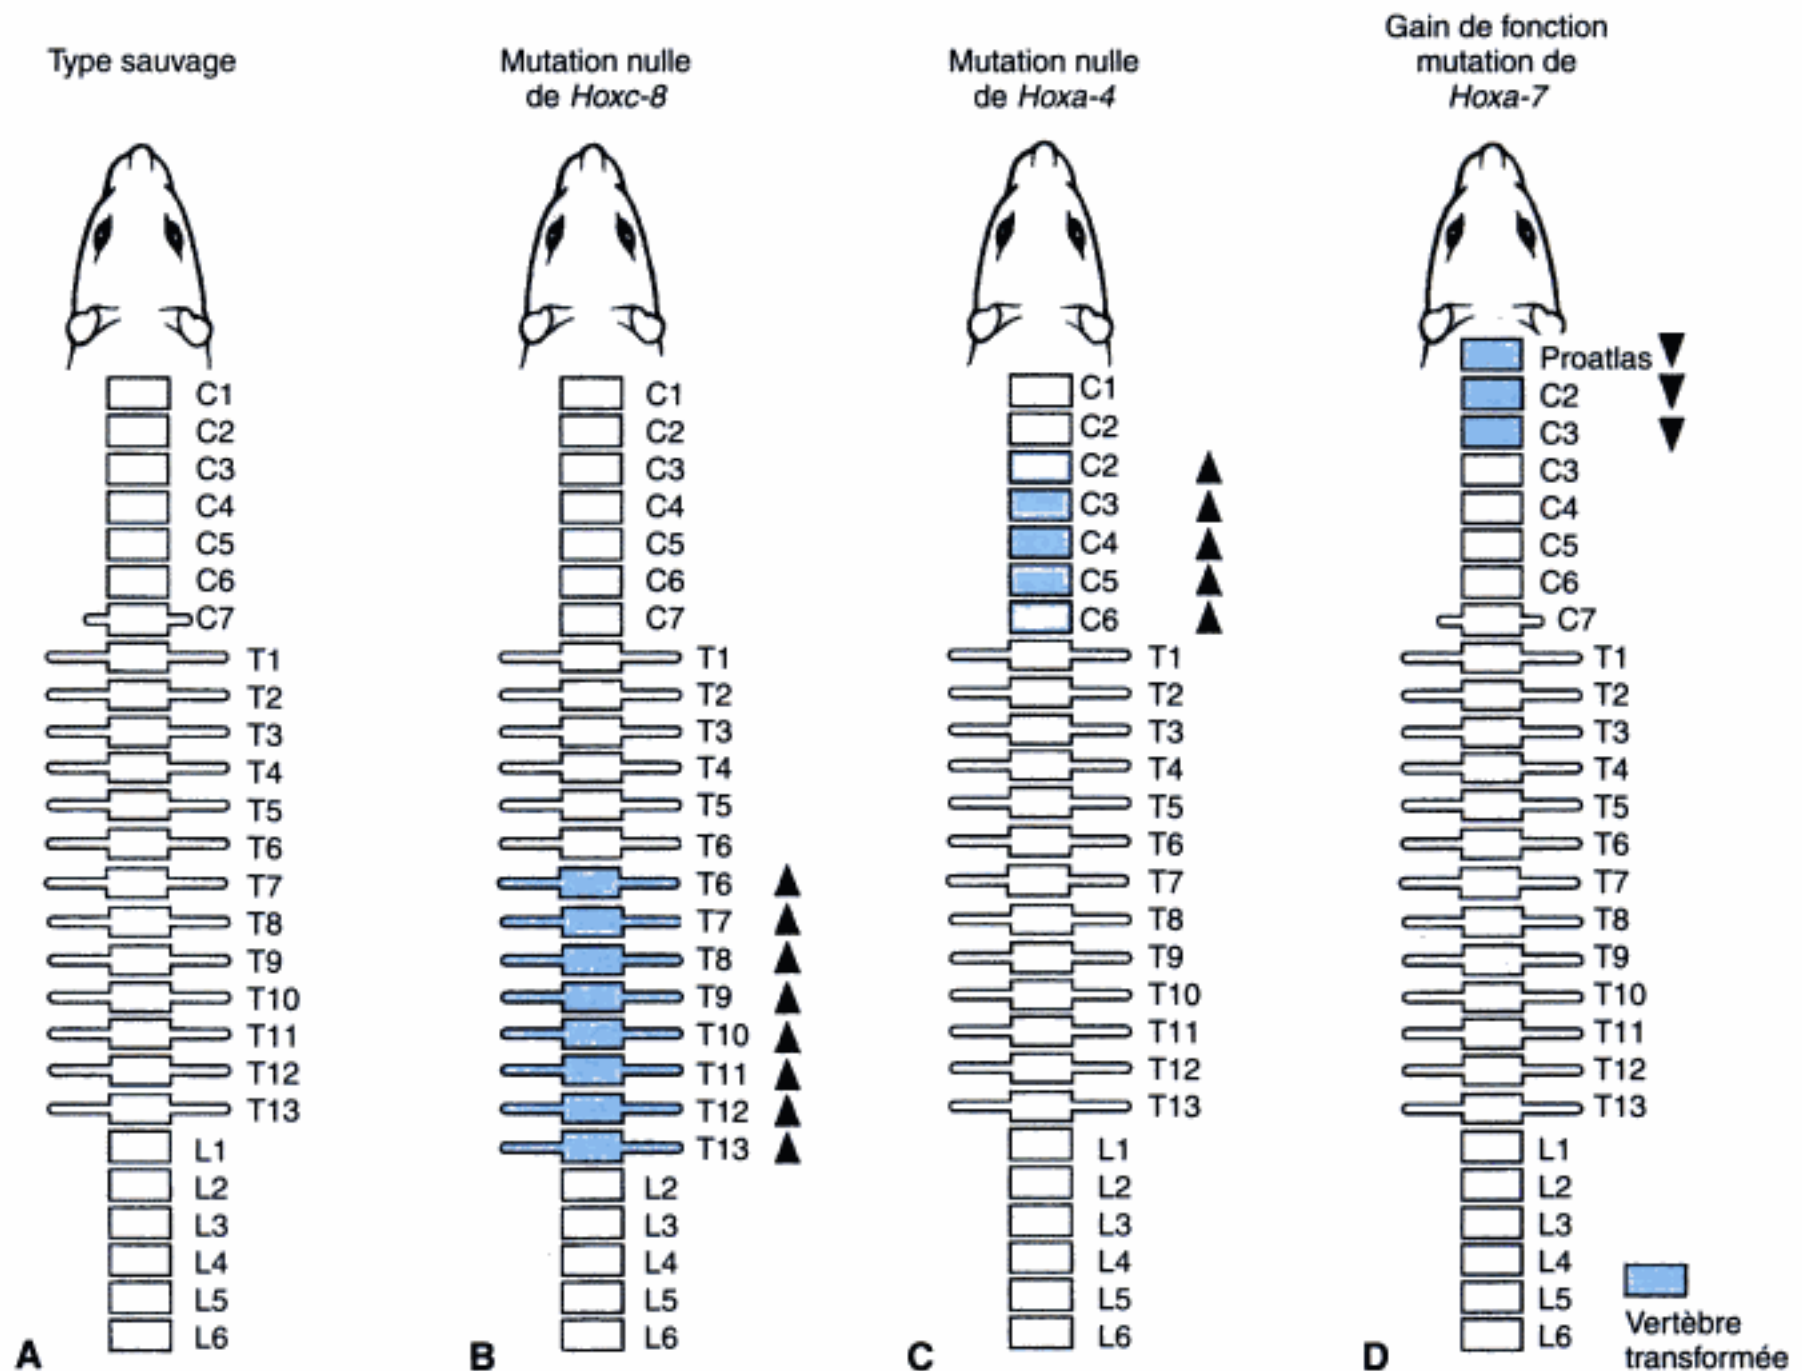 Type sauvage
Mutation nulle
de Hoxc-8
Mutation nulle
de Hoxa-4
Gain de fonction
mutation de
Hoxa-7
C1
C2
C3
C4
C5
C6
C7
T1
T2
T3
T4
T5
T6
T7
T8
T9
T10
T11
T12
T13
L1
L2
L3
L4
L5
L6
A
C1
C2
C3
C4
C5
C6
C7
T1
T2
T3
T4
T5
T6
T6
T7
T8
T9
T10
T11
T12
T13
L2
L3
L4
L5
L6
B
C1
C2
C2
C3
C4
C5
C6
T1
T2
T3
T4
T5
T6
T7
T8
T9
T10
T11
T12
T13
L1
L2
L3
L4
L5
L6
C
Proatlas
C2
C3
C3
C4
C5
C6
C7
T1
T2
T3
T4
T5
T6
T7
T8
T9
T10
T11
T12
T13
L1
L2
L3
L4
L5
L6
D
Vertèbre
transformée